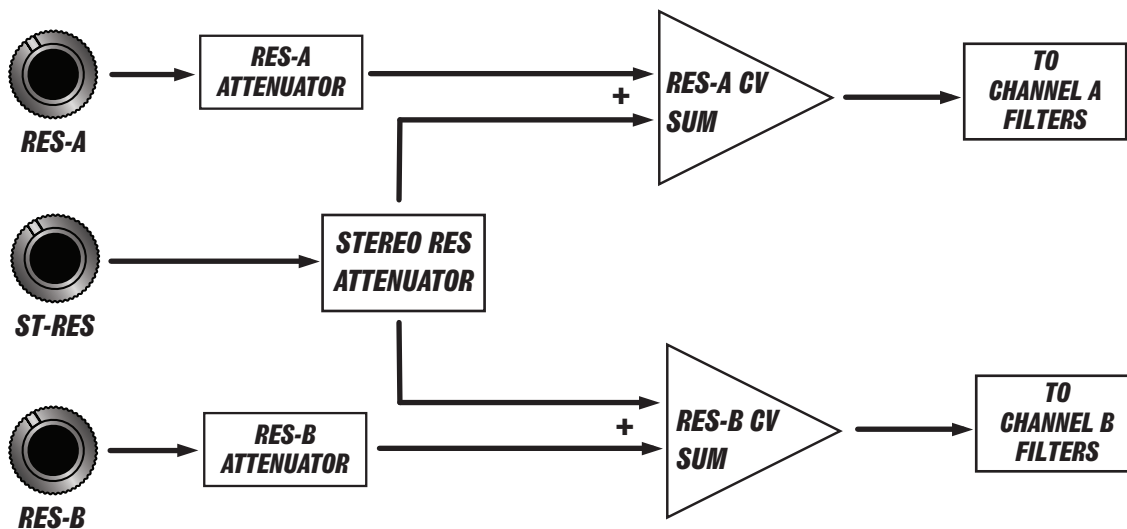 RES-A
RES-A
ATTENUATOR
+
RES-A CV
SUM
TO
CHANNEL A
FILTERS
ST-RES
STEREO RES
ATTENUATOR
RES-B
RES-B
ATTENUATOR
+
RES-B CV
SUM
TO
CHANNEL B
FILTERS